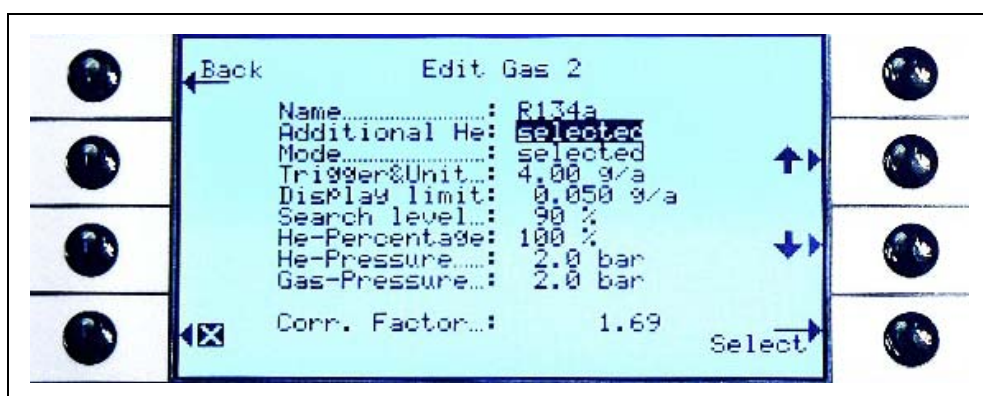 Back Edit Gas 2
Name......................: R134a
Additional He: selected
Mode......................: selected
Trigger&Unit...: 4.00 g/a
Display limit: 0.050 g/a
Search level...: 90 %
He-Percentage: 100 %
He-Pressure......: 2.0 bar
Gas-Pressure...: 2.0 bar
Corr. Factor...: 1.69
Select